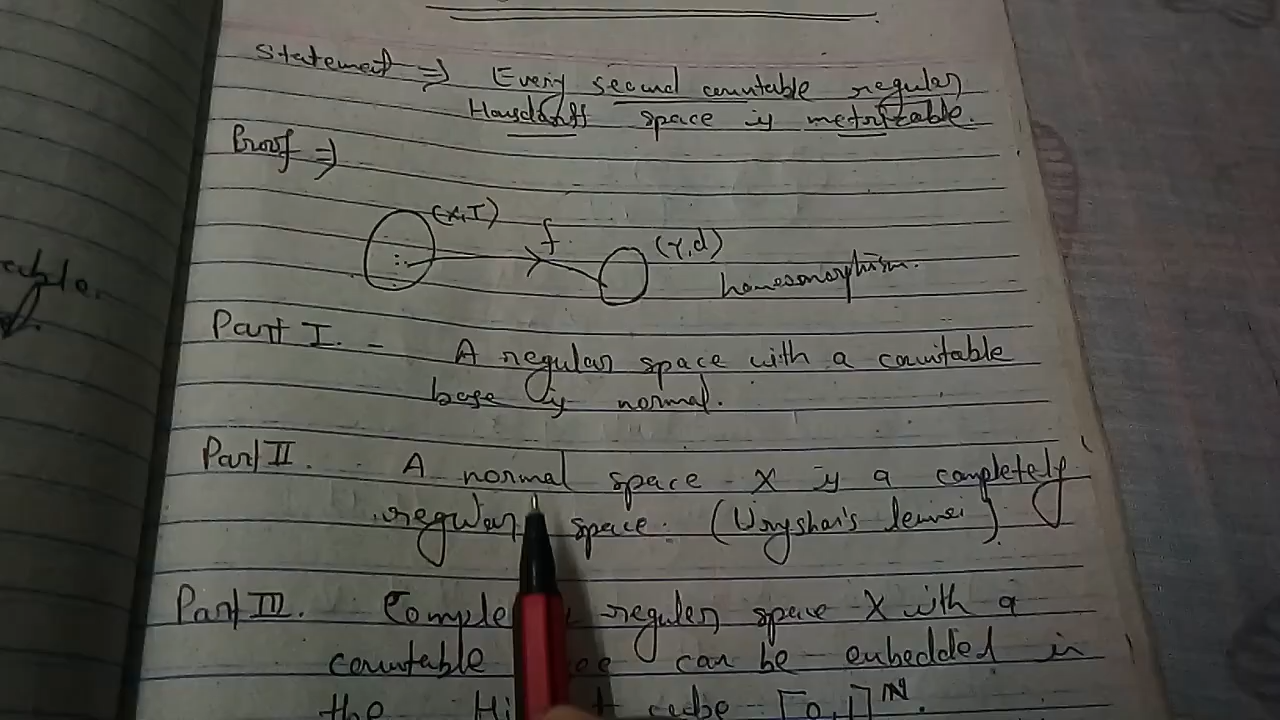 Statement ⇒ Every second countable regular
Hausdorff space is metrizable.
Proof ⇒
(X,T) f (Y,d)
homeomorphism.
Part I. - A regular space with a countable
base is normal.
Part II. - A normal space X is a completely
regular space. (Uryshon's lemma)
Part III. regular space X with a
countable can be embedded in
the cube [0,1]^N.